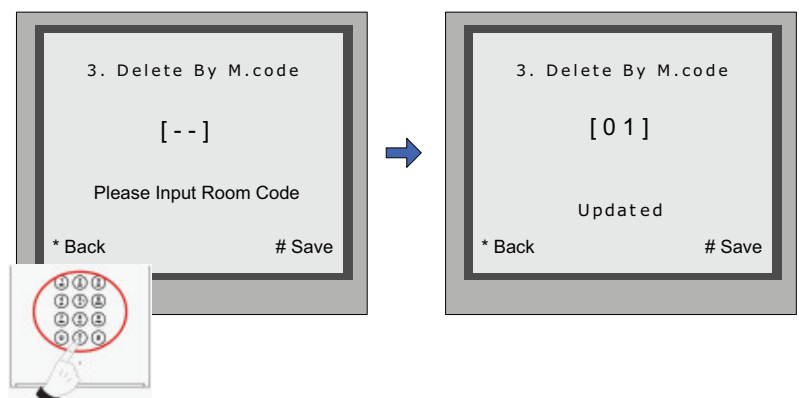 3. Delete By M.code
[--]
Please Input Room Code
* Back # Save
3. Delete By M.code
[01]
Updated
* Back # Save